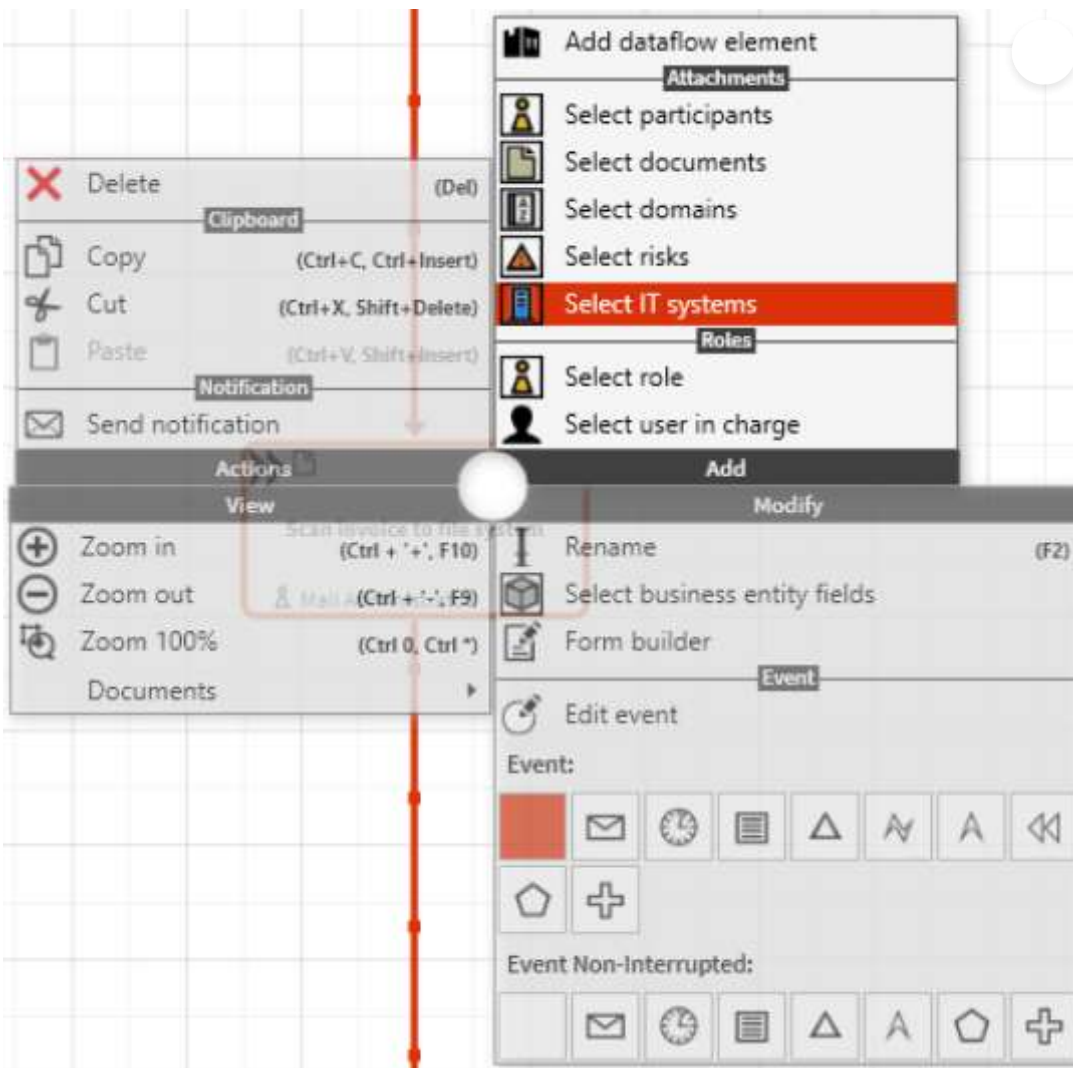 Add dataflow element
Attachments
Select participants
Select documents
Select domains
Select risks
Select IT systems
Roles
Select role
Select user in charge
Add
Delete (Del)
Clipboard
Copy (Ctrl+C, Ctrl+Insert)
Cut (Ctrl+X, Shift+Delete)
Paste (Ctrl+V, Shift+Insert)
Notification
Send notification
Actions
View
Scan Invoice to file system
Zoom in (Ctrl + '+', F10)
Zoom out (Ctrl + '-', F9)
Mail
Zoom 100% (Ctrl 0, Ctrl *)
Documents
Modify
Rename (F2)
Select business entity fields
Form builder
Event
Edit event
Event:
Event Non-Interrupted: